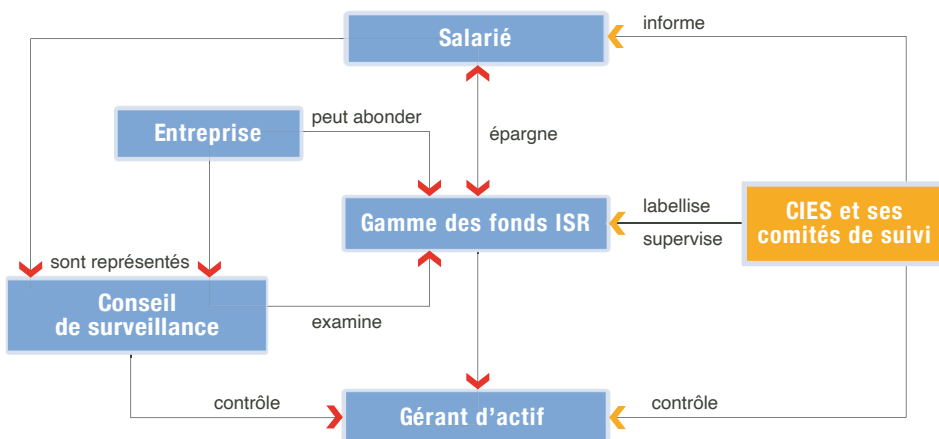 informe
Salarié
peut abonder
Entreprise
épargne
labellise
CIES et ses
comités de suivi
Gamme des fonds ISR
supervise
sont représentés
Conseil
de surveillance
examine
contrôle
Gérant d'actif
contrôle